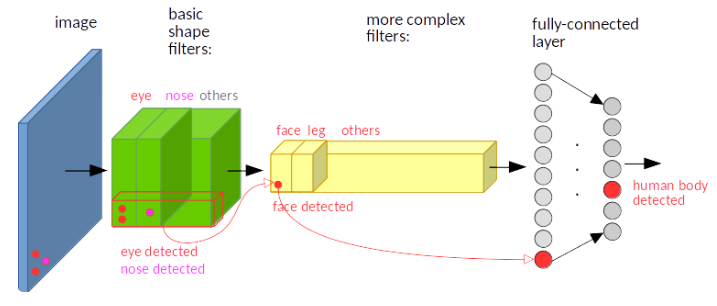 image
basic
shape
filters:
more complex
filters:
fully-connected
layer
eye nose others
face leg others
face detected
human body
detected
eye detected
nose detected